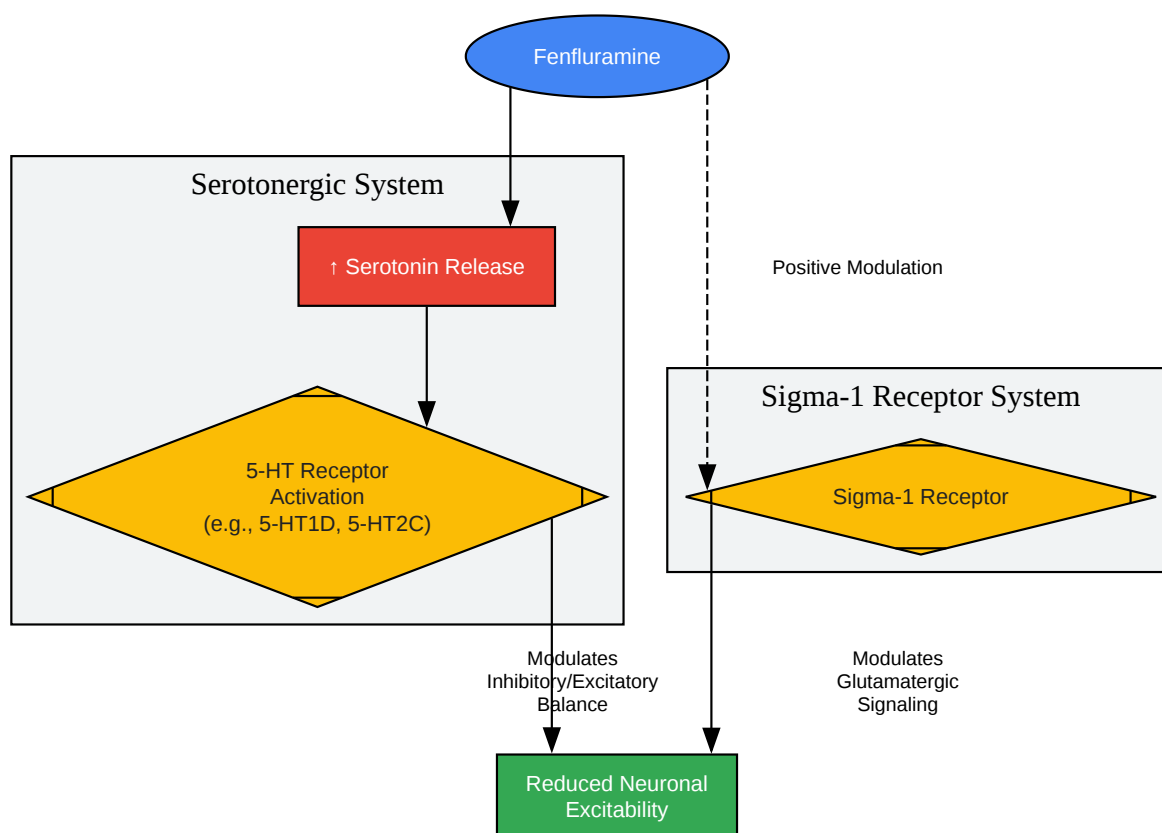 Fenfluramine
Serotonergic System
↑ Serotonin Release
Positive Modulation
Sigma-1 Receptor System
5-HT Receptor
Activation
(e.g., 5-HT1D, 5-HT2C)
Sigma-1 Receptor
Modulates
Inhibitory/Excitatory
Balance
Modulates
Glutamatergic
Signaling
Reduced Neuronal
Excitability